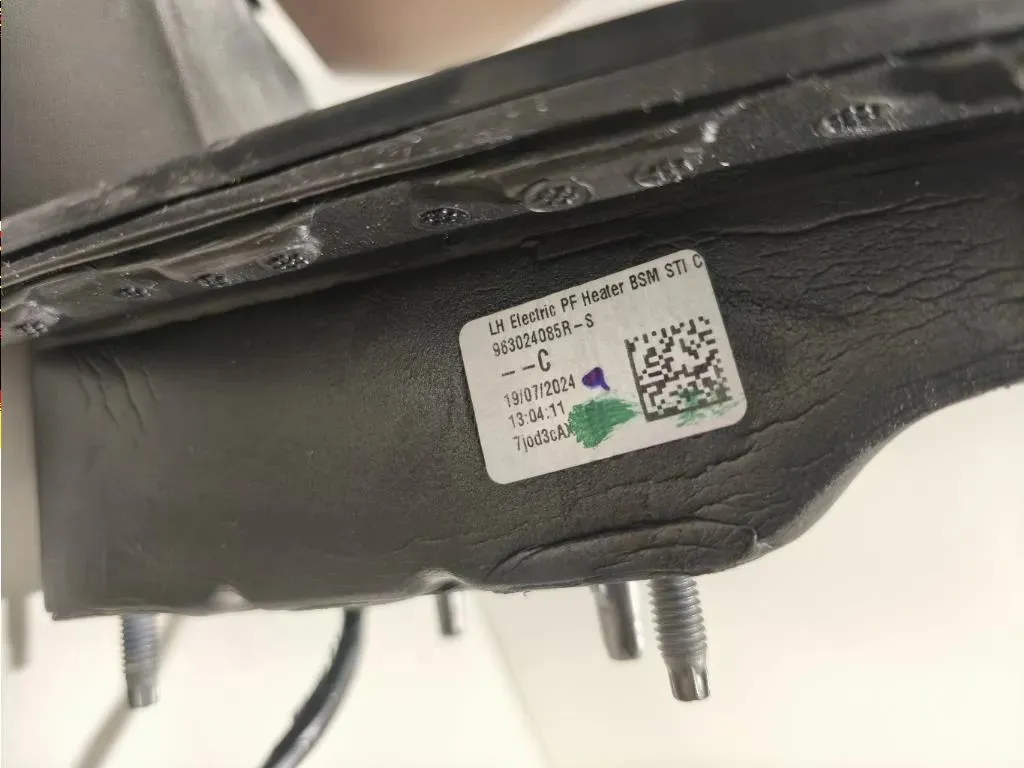 LH Electric PF Heater BSM STI C
963024085R-S
– –C
19/07/2024
13:04:11
7jod3cAX